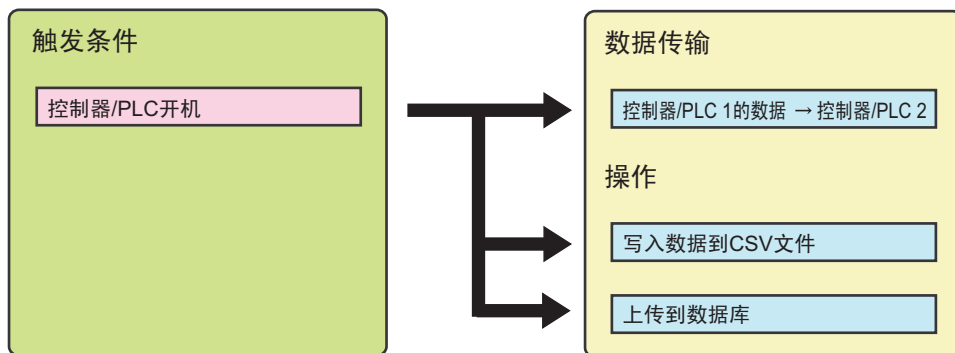 触发条件
控制器/PLC开机
数据传输
控制器/PLC 1的数据 → 控制器/PLC 2
操作
写入数据到CSV文件
上传到数据库